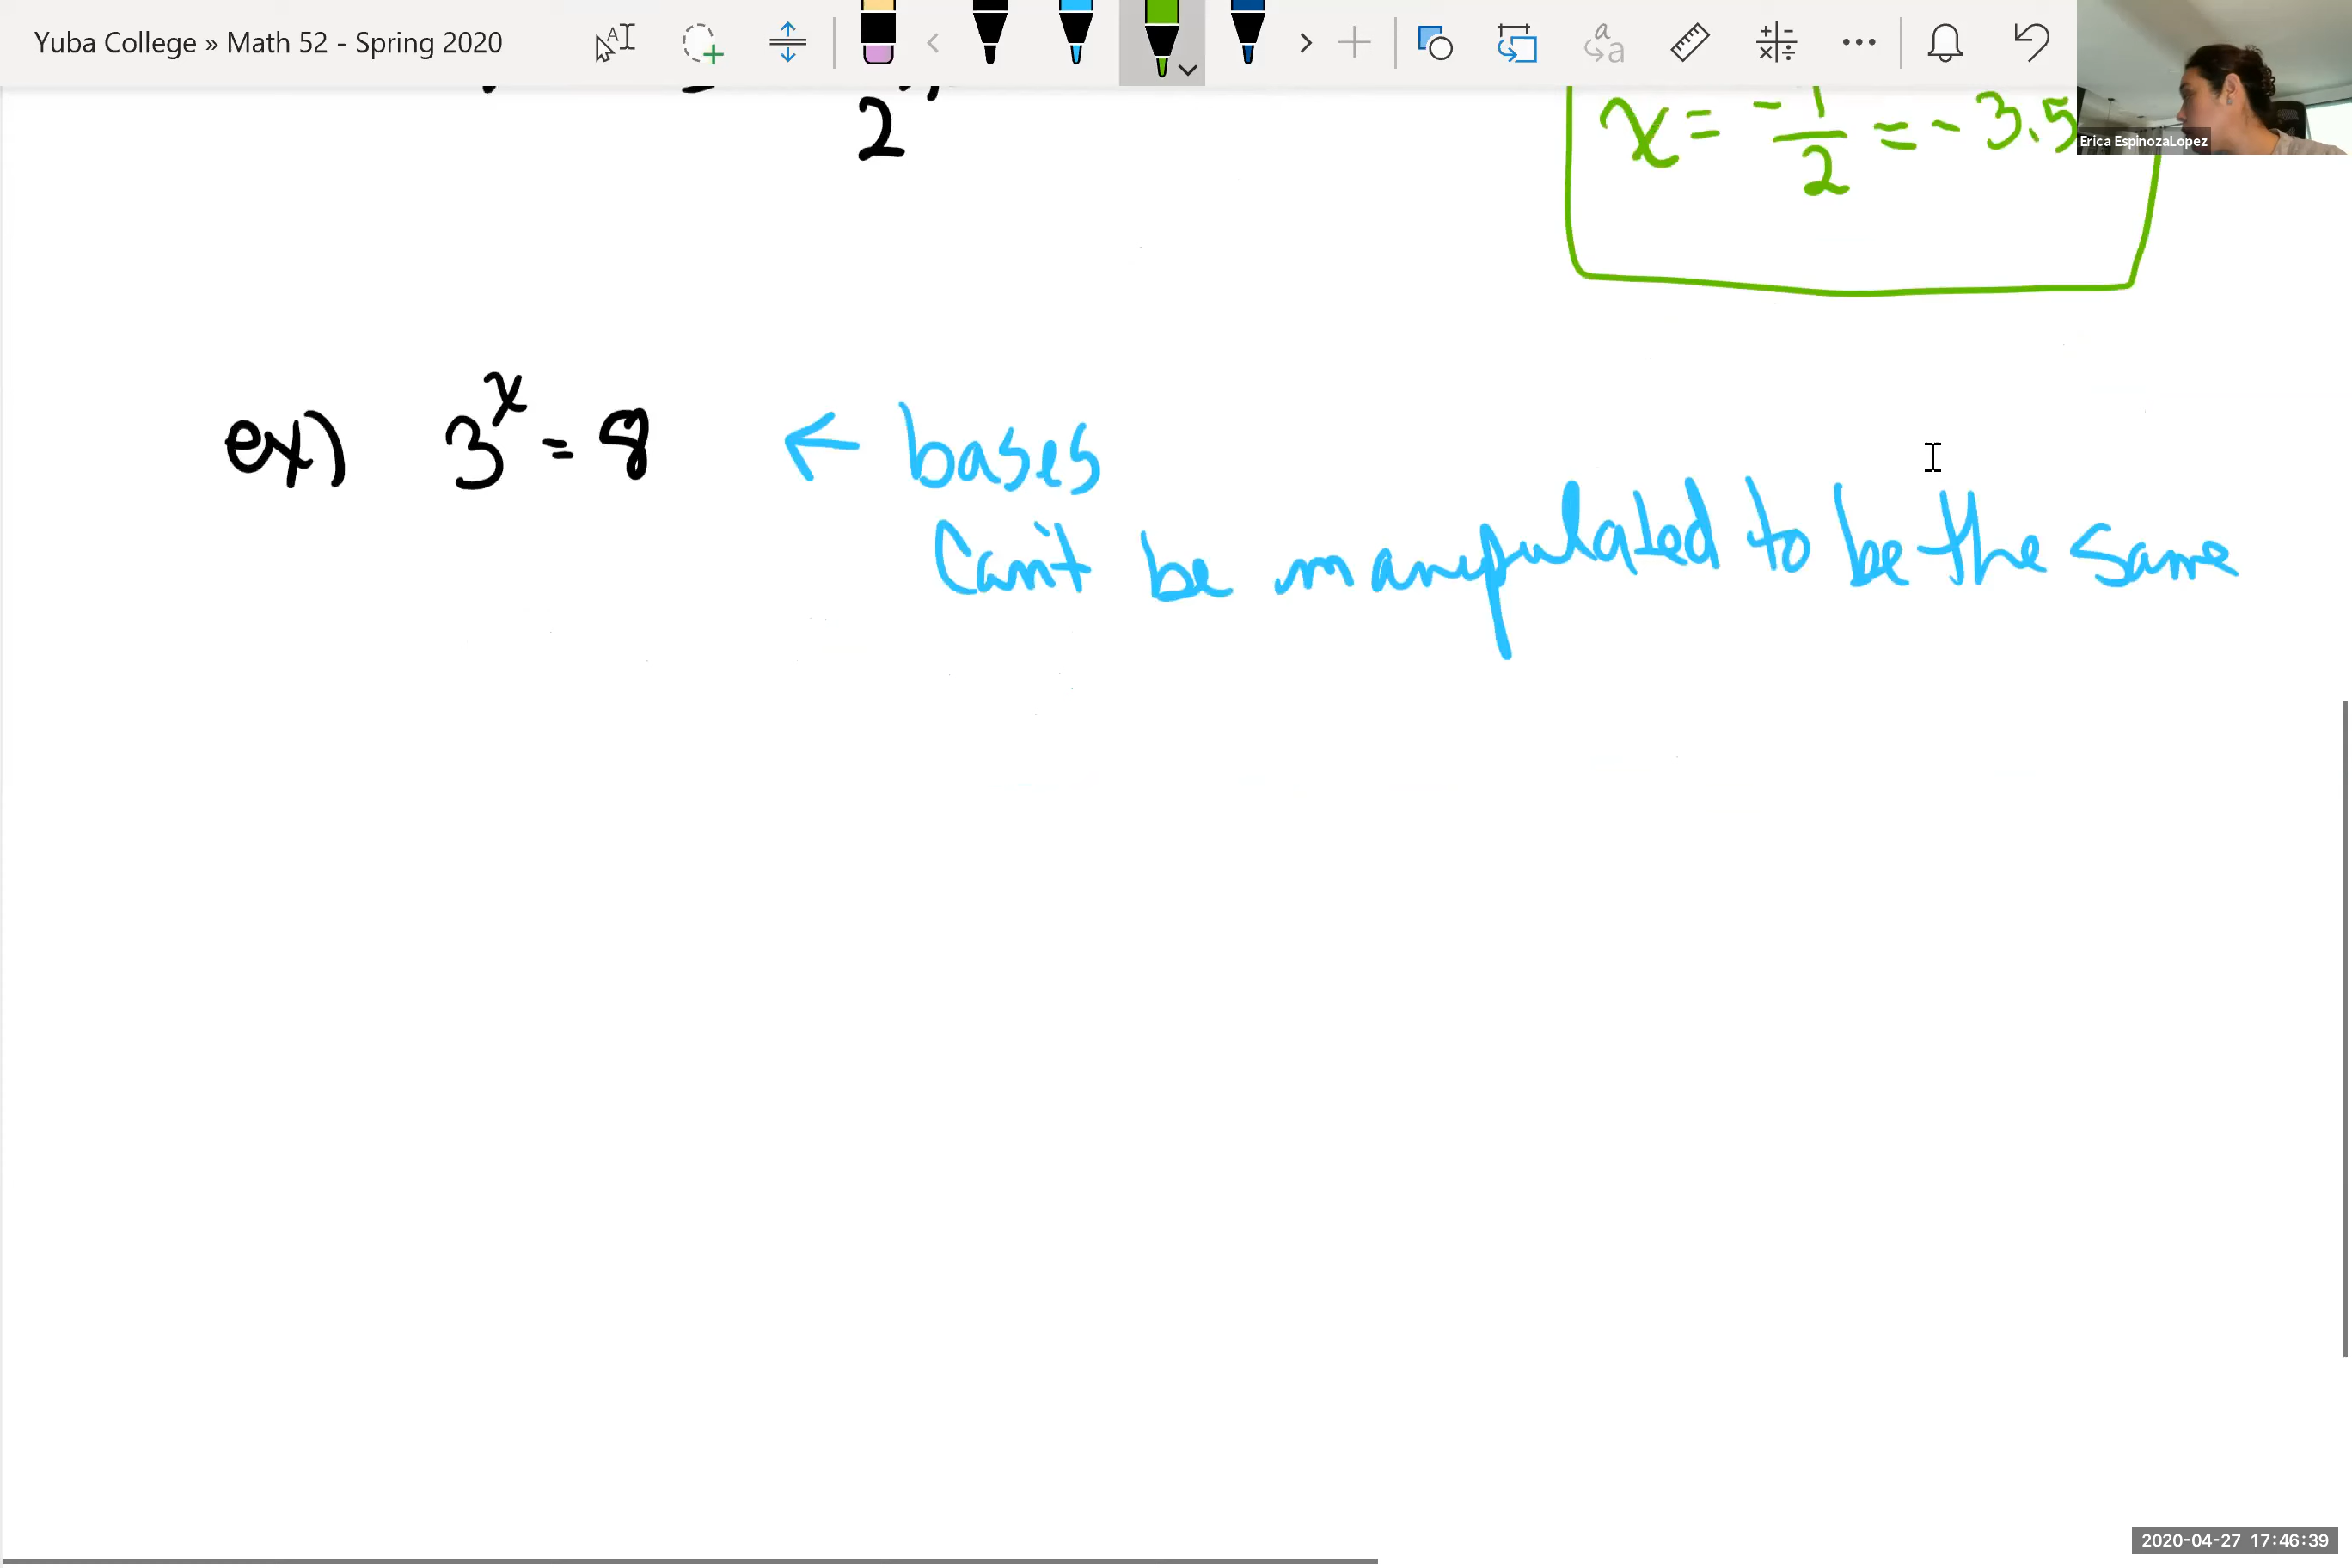 Yuba College » Math 52 - Spring 2020
Erica EspinozaLopez
2
x = -7/2 = -3.5
ex) 3^x = 8 ← bases
Can't be manipulated to be the same
2020-04-27 17:46:39